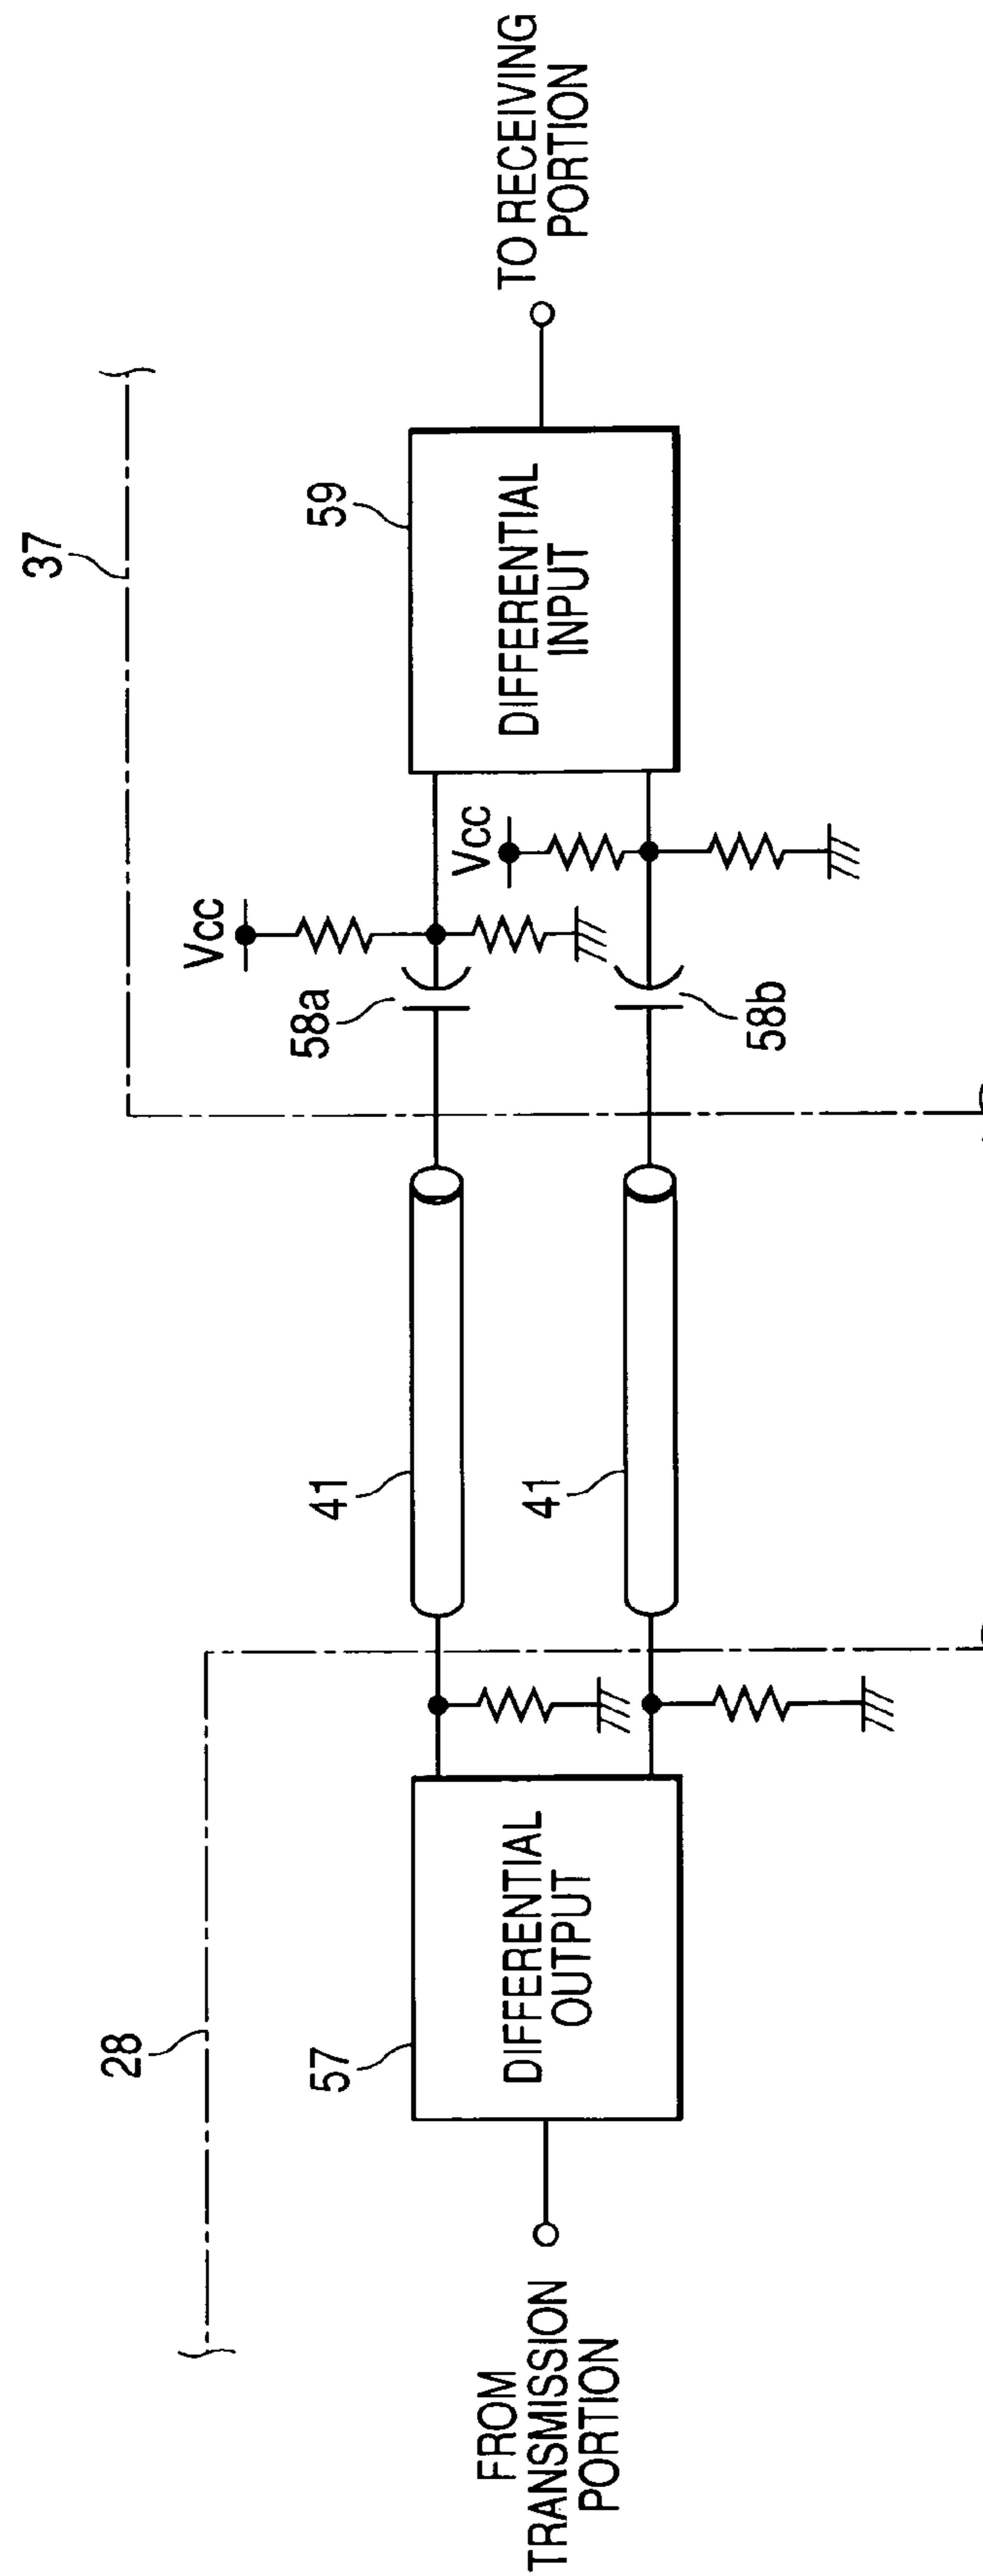 28
37
FROM
TRANSMISSION
PORTION
57
DIFFERENTIAL
OUTPUT
41
41
58a
58b
Vcc
Vcc
59
DIFFERENTIAL
INPUT
TO RECEIVING
PORTION